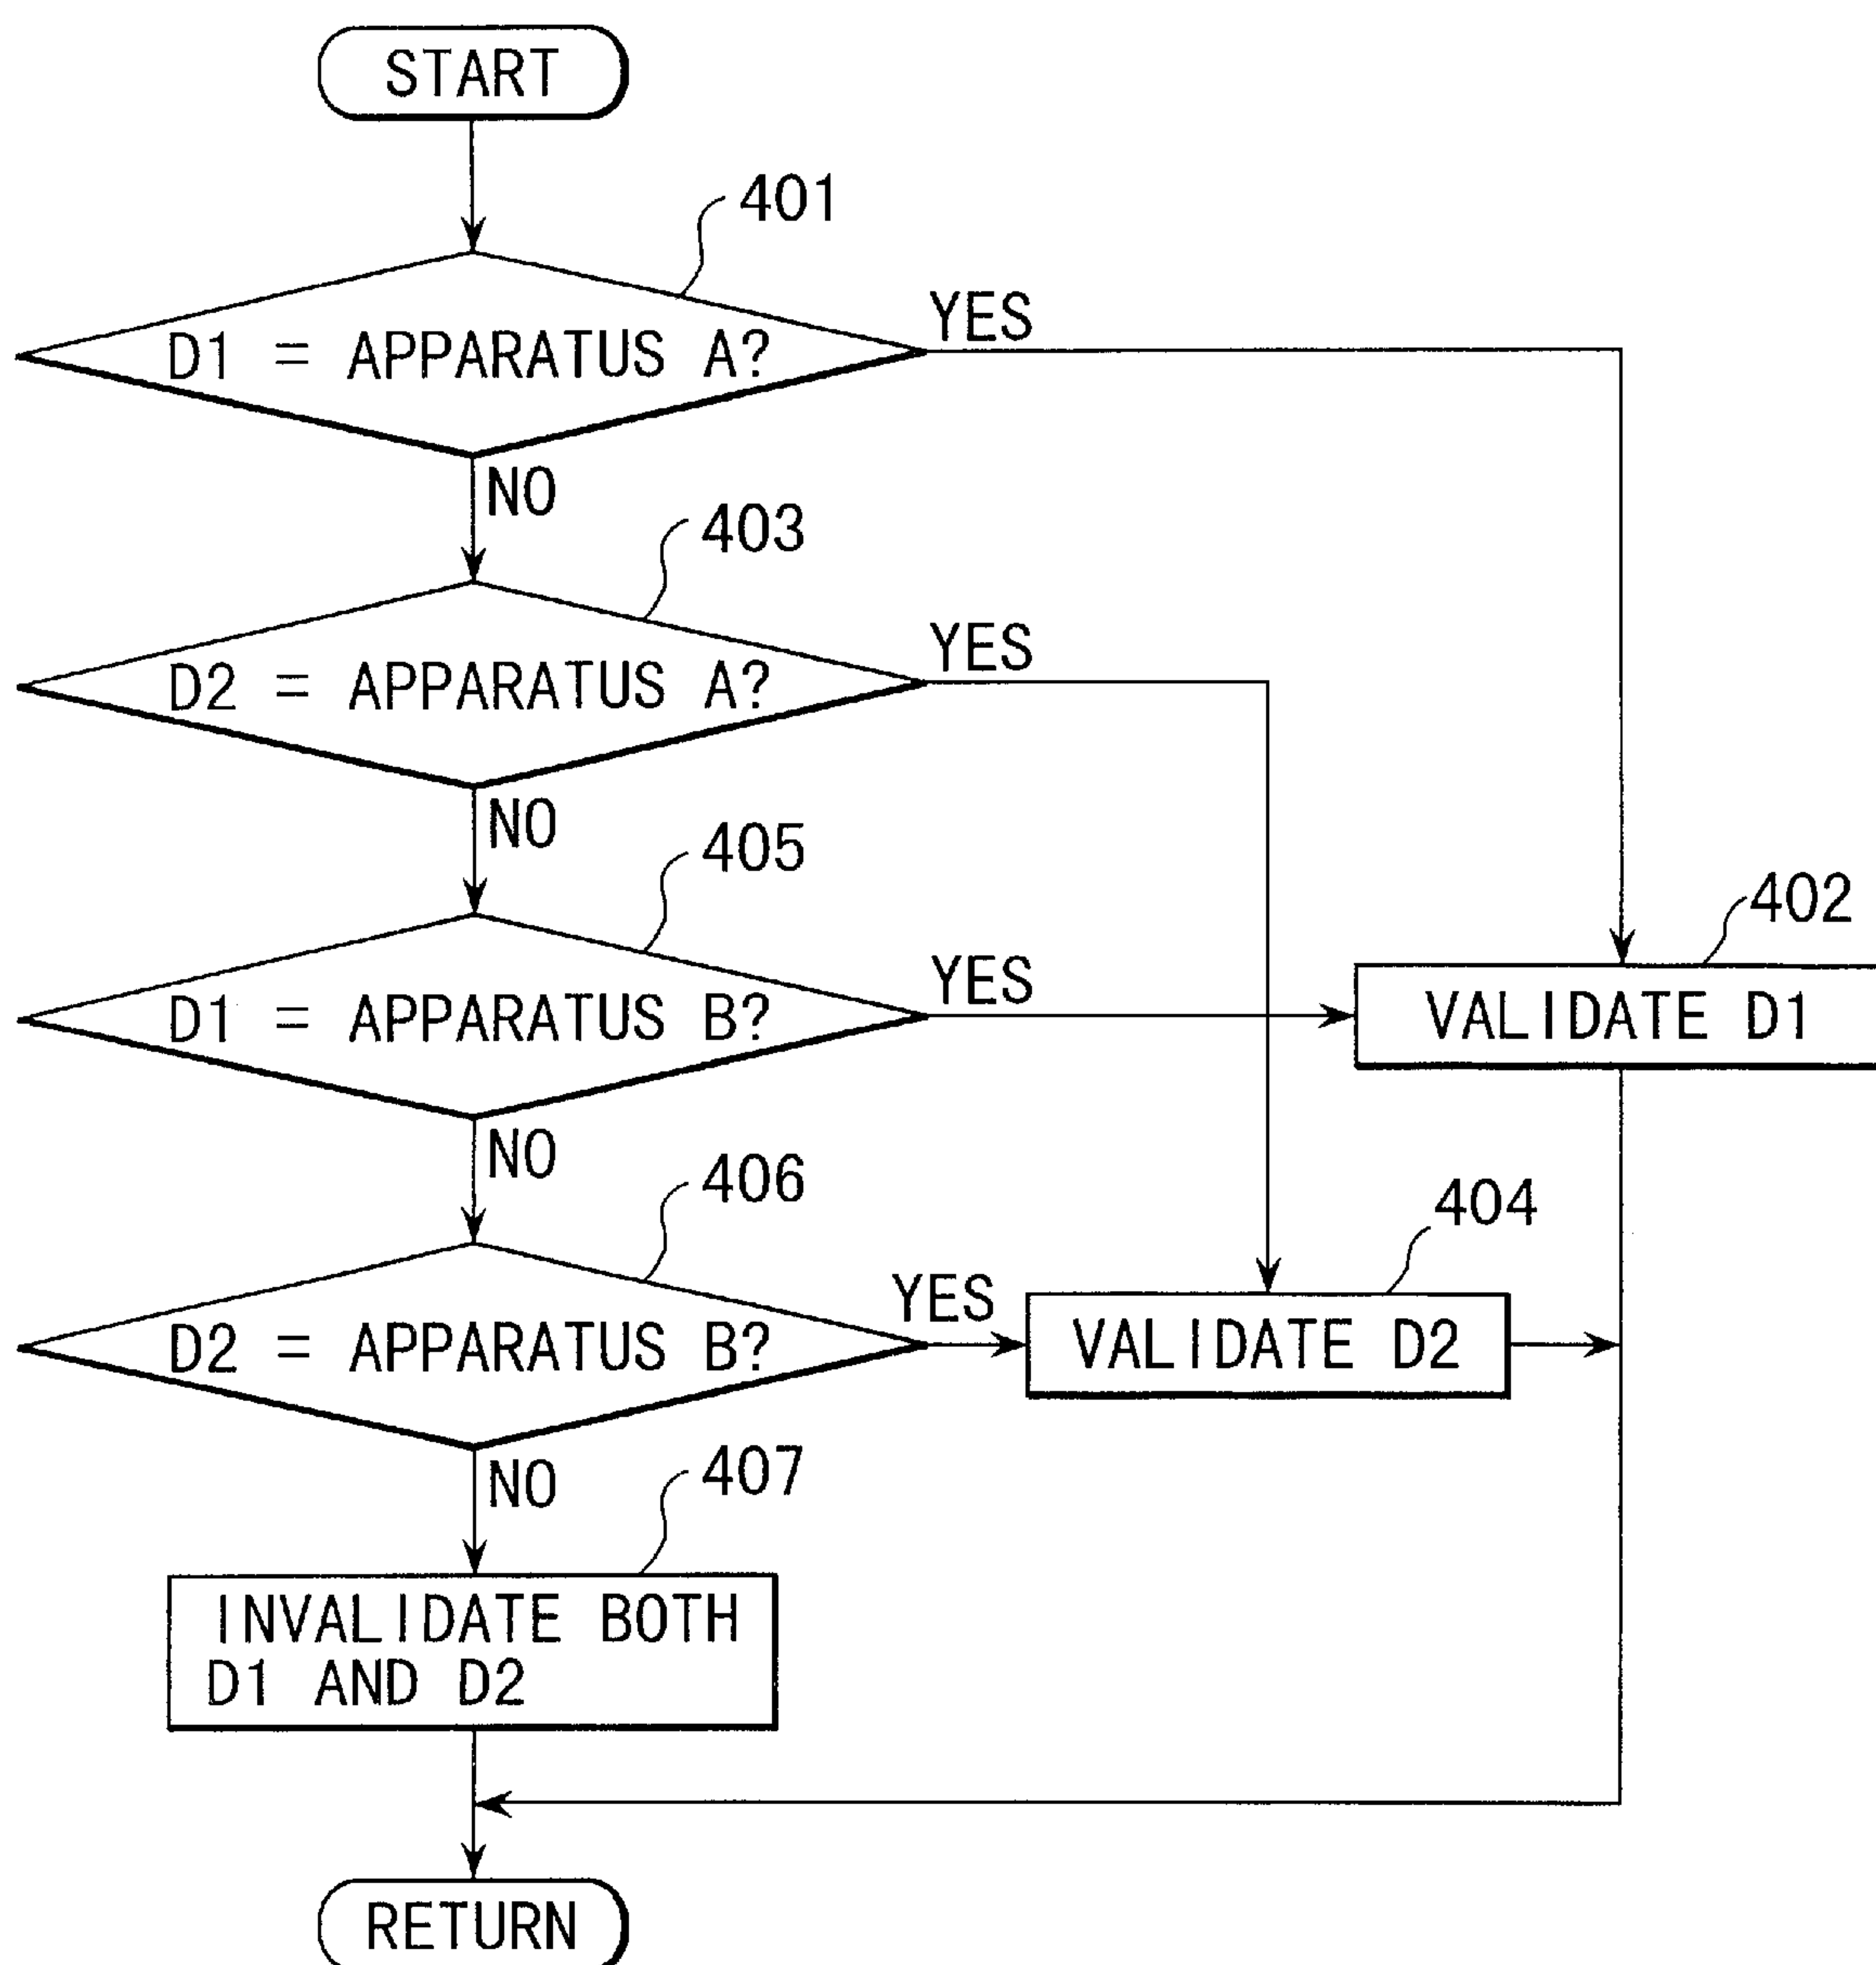 START
401
D1 = APPARATUS A?
YES
NO
403
D2 = APPARATUS A?
YES
NO
405
D1 = APPARATUS B?
YES
402
VALIDATE D1
NO
406
D2 = APPARATUS B?
YES
404
VALIDATE D2
NO
407
INVALIDATE BOTH
D1 AND D2
RETURN